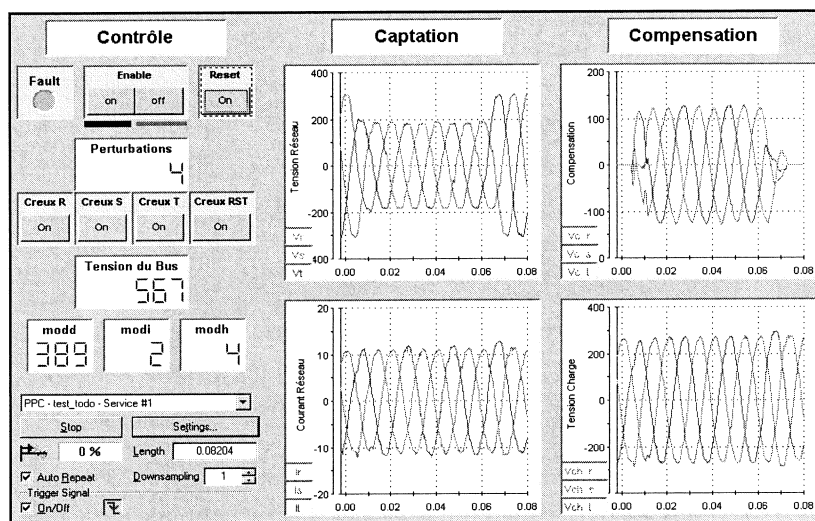 Contrôle
Fault
Enable
on off
Reset
On
Perturbations
4
Creux R Creux S Creux T Creux RST
On On On On
Tension du Bus
567
modd modi modh
389 2 4
PPC - test_todo - Service #1
Stop Settings...
0 % Length 0.08204
Auto Repeat Downsampling 1
Trigger Signal
On/Off
Captation
Tension Réseau
400
200
0
-200
400
Vs
Vt
0.00 0.02 0.04 0.06 0.08
Courant Réseau
20
10
0
-10
-20
Ir
Is
It
0.00 0.02 0.04 0.06 0.08
Compensation
Compensation
200
100
0
-100
Vc r
Vc s
Vc t
0.00 0.02 0.04 0.06 0.08
Tension Charge
400
200
0
-200
Vch r
Vch t
0.00 0.02 0.04 0.06 0.08